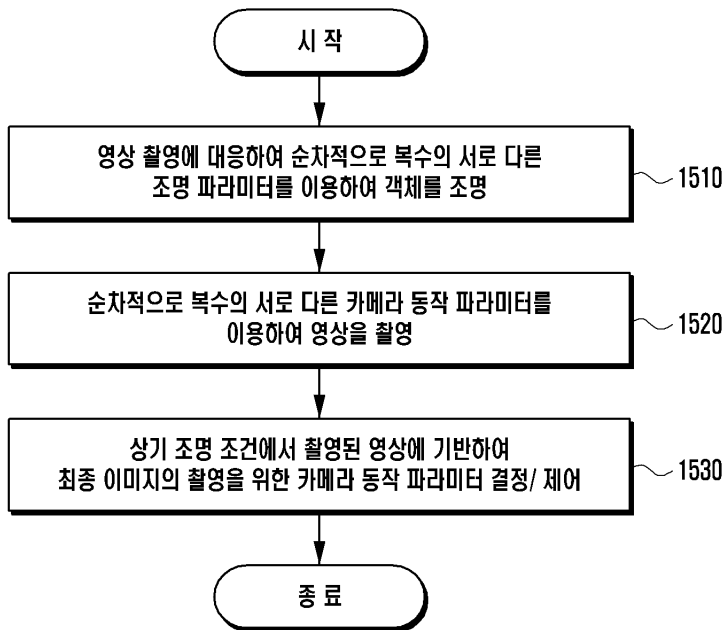 시 작
영상 촬영에 대응하여 순차적으로 복수의 서로 다른
조명 파라미터를 이용하여 객체를 조명
1510
순차적으로 복수의 서로 다른 카메라 동작 파라미터를
이용하여 영상을 촬영
1520
상기 조명 조건에서 촬영된 영상에 기반하여
최종 이미지의 촬영을 위한 카메라 동작 파라미터 결정/ 제어
1530
종 료